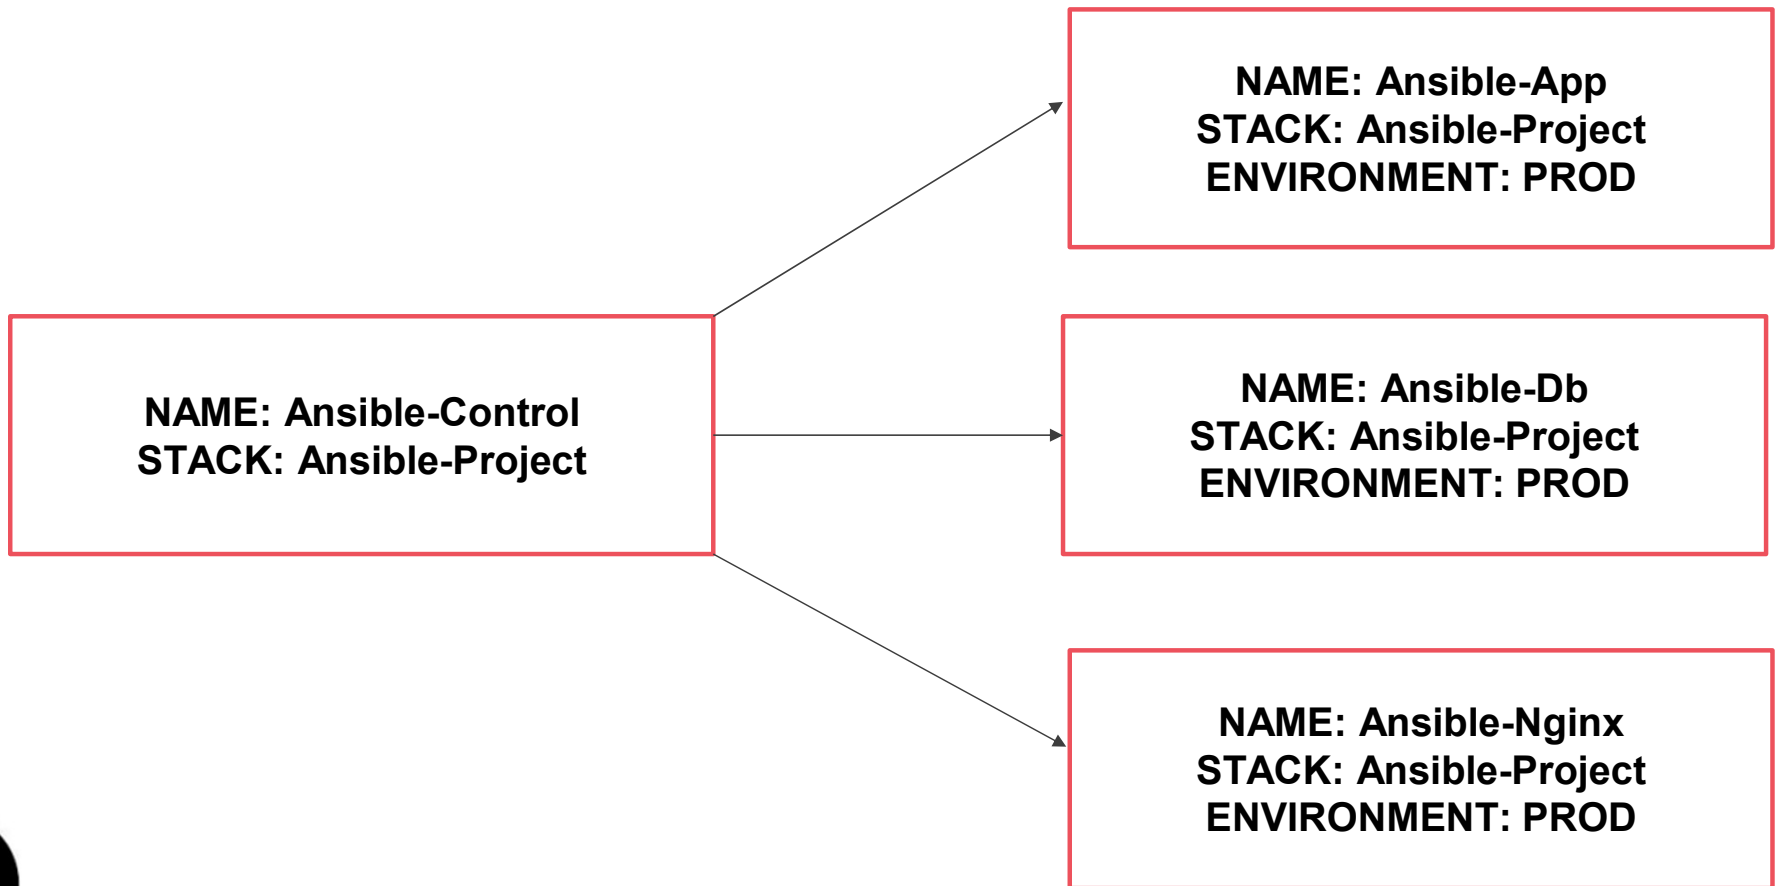 NAME: Ansible-App
STACK: Ansible-Project
ENVIRONMENT: PROD
NAME: Ansible-Control
STACK: Ansible-Project
NAME: Ansible-Db
STACK: Ansible-Project
ENVIRONMENT: PROD
NAME: Ansible-Nginx
STACK: Ansible-Project
ENVIRONMENT: PROD